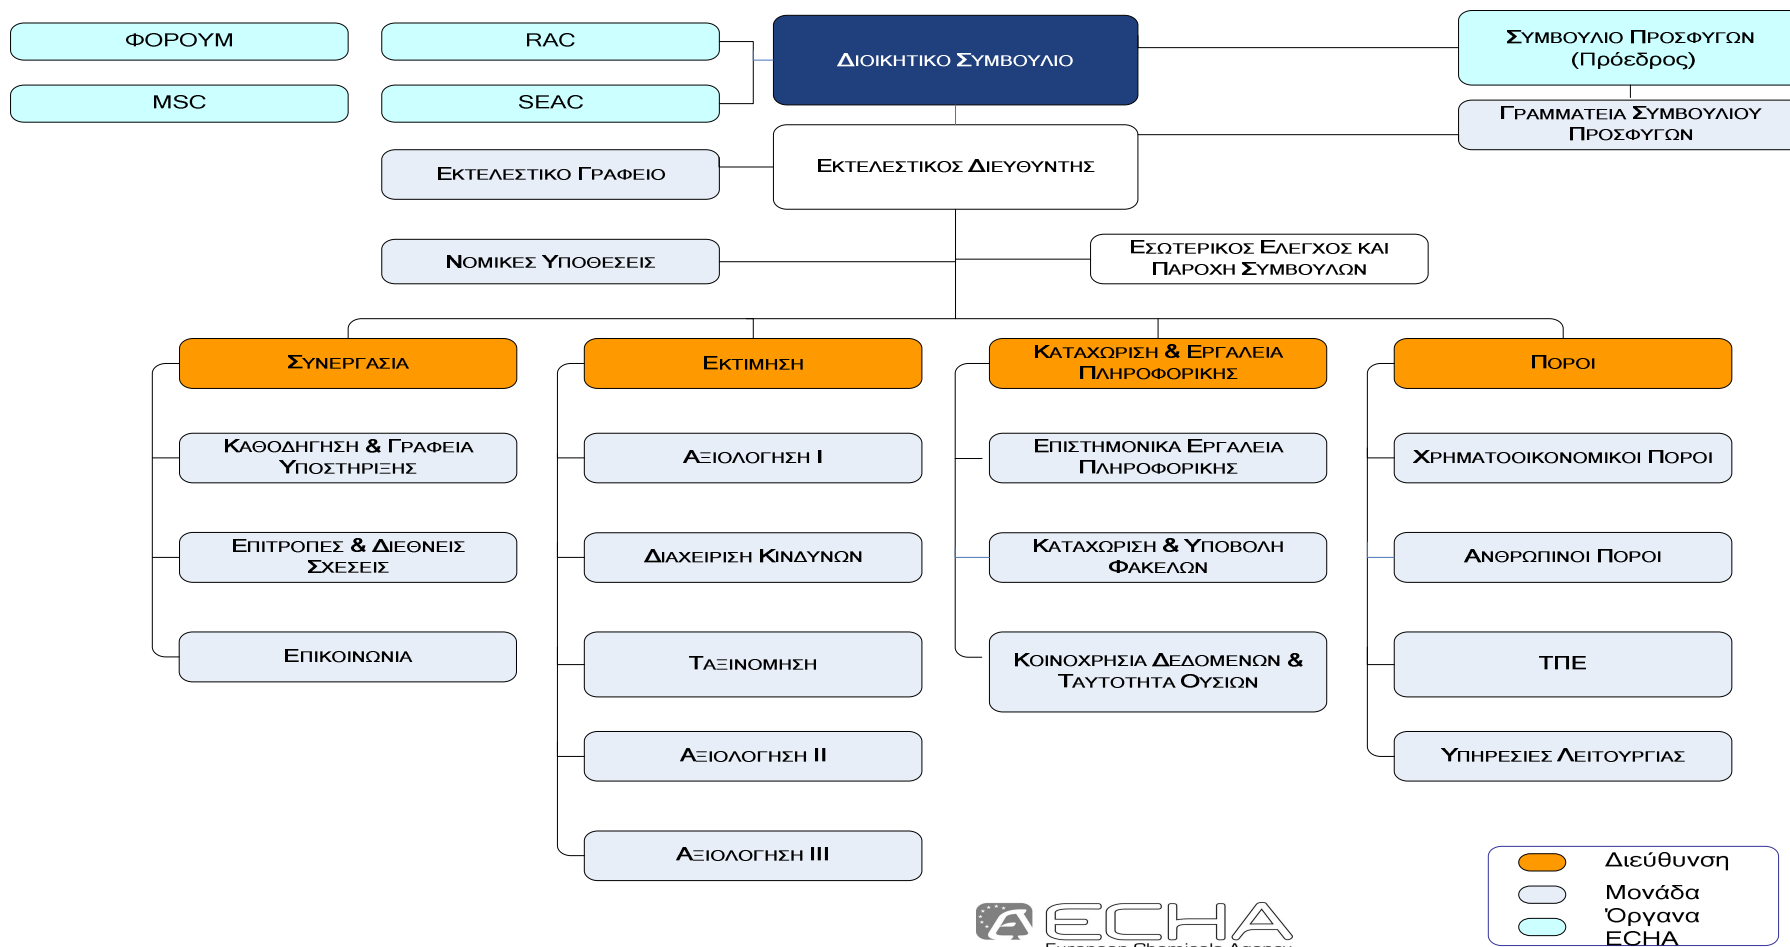 ΦΟΡΟΥΜ
RAC
ΔΙΟΙΚΗΤΙΚΟ ΣΥΜΒΟΥΛΙΟ
ΣΥΜΒΟΥΛΙΟ ΠΡΟΣΦΥΓΩΝ
(Πρόεδρος)
MSC
SEAC
ΓΡΑΜΜΑΤΕΙΑ ΣΥΜΒΟΥΛΙΟΥ
ΠΡΟΣΦΥΓΩΝ
ΕΚΤΕΛΕΣΤΙΚΟ ΓΡΑΦΕΙΟ
ΕΚΤΕΛΕΣΤΙΚΟΣ ΔΙΕΥΘΥΝΤΗΣ
ΝΟΜΙΚΕΣ ΥΠΟΘΕΣΕΙΣ
ΕΣΩΤΕΡΙΚΟΣ ΕΛΕΓΧΟΣ ΚΑΙ
ΠΑΡΟΧΗ ΣΥΜΒΟΥΛΩΝ
ΣΥΝΕΡΓΑΣΙΑ
ΚΑΘΟΔΗΓΗΣΗ & ΓΡΑΦΕΙΑ
ΥΠΟΣΤΗΡΙΞΗΣ
ΕΠΙΤΡΟΠΕΣ & ΔΙΕΘΝΕΙΣ
ΣΧΕΣΕΙΣ
ΕΠΙΚΟΙΝΩΝΙΑ
ΕΚΤΙΜΗΣΗ
ΑΞΙΟΛΟΓΗΣΗ I
ΔΙΑΧΕΙΡΙΣΗ ΚΙΝΔΥΝΩΝ
ΤΑΞΙΝΟΜΗΣΗ
ΑΞΙΟΛΟΓΗΣΗ II
ΑΞΙΟΛΟΓΗΣΗ III
ΚΑΤΑΧΩΡΙΣΗ & ΕΡΓΑΛΕΙΑ
ΠΛΗΡΟΦΟΡΙΚΗΣ
ΕΠΙΣΤΗΜΟΝΙΚΑ ΕΡΓΑΛΕΙΑ
ΠΛΗΡΟΦΟΡΙΚΗΣ
ΚΑΤΑΧΩΡΙΣΗ & ΥΠΟΒΟΛΗ
ΦΑΚΕΛΩΝ
ΚΟΙΝΟΧΡΗΣΙΑ ΔΕΔΟΜΕΝΩΝ &
ΤΑΥΤΟΤΗΤΑ ΟΥΣΙΩΝ
ΠΟΡΟΙ
ΧΡΗΜΑΤΟΟΙΚΟΝΟΜΙΚΟΙ ΠΟΡΟΙ
ΑΝΘΡΩΠΙΝΟΙ ΠΟΡΟΙ
ΤΠΕ
ΥΠΗΡΕΣΙΕΣ ΛΕΙΤΟΥΡΓΙΑΣ
Διεύθυνση
Μονάδα
Όργανα
ECHA
ECHA
European Chemicals Agency